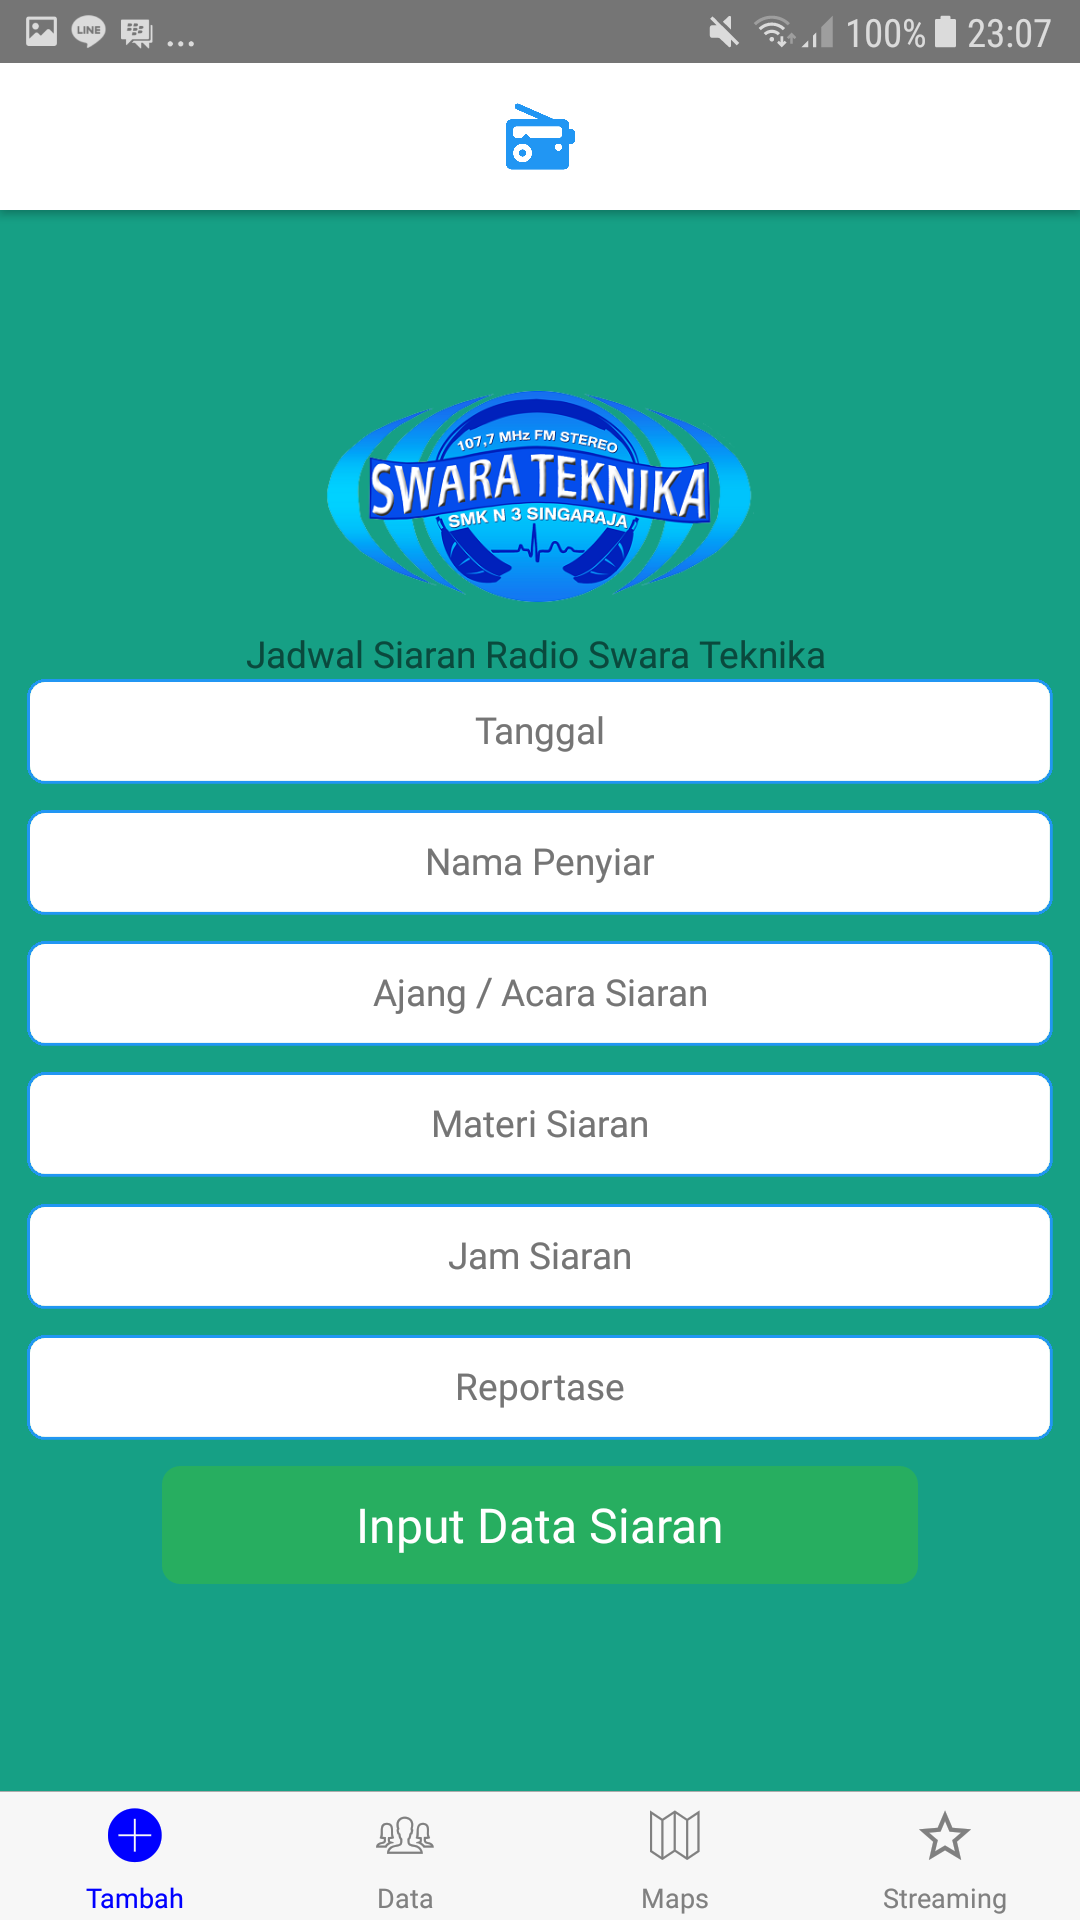 LINE
...
100%
23:07
107,7 MHz FM STEREO
SWARA TEKNIKA
SMK N 3 SINGARAJA
Jadwal Siaran Radio Swara Teknika
Tanggal
Nama Penyiar
Ajang / Acara Siaran
Materi Siaran
Jam Siaran
Reportase
Input Data Siaran
Tambah
Data
Maps
Streaming